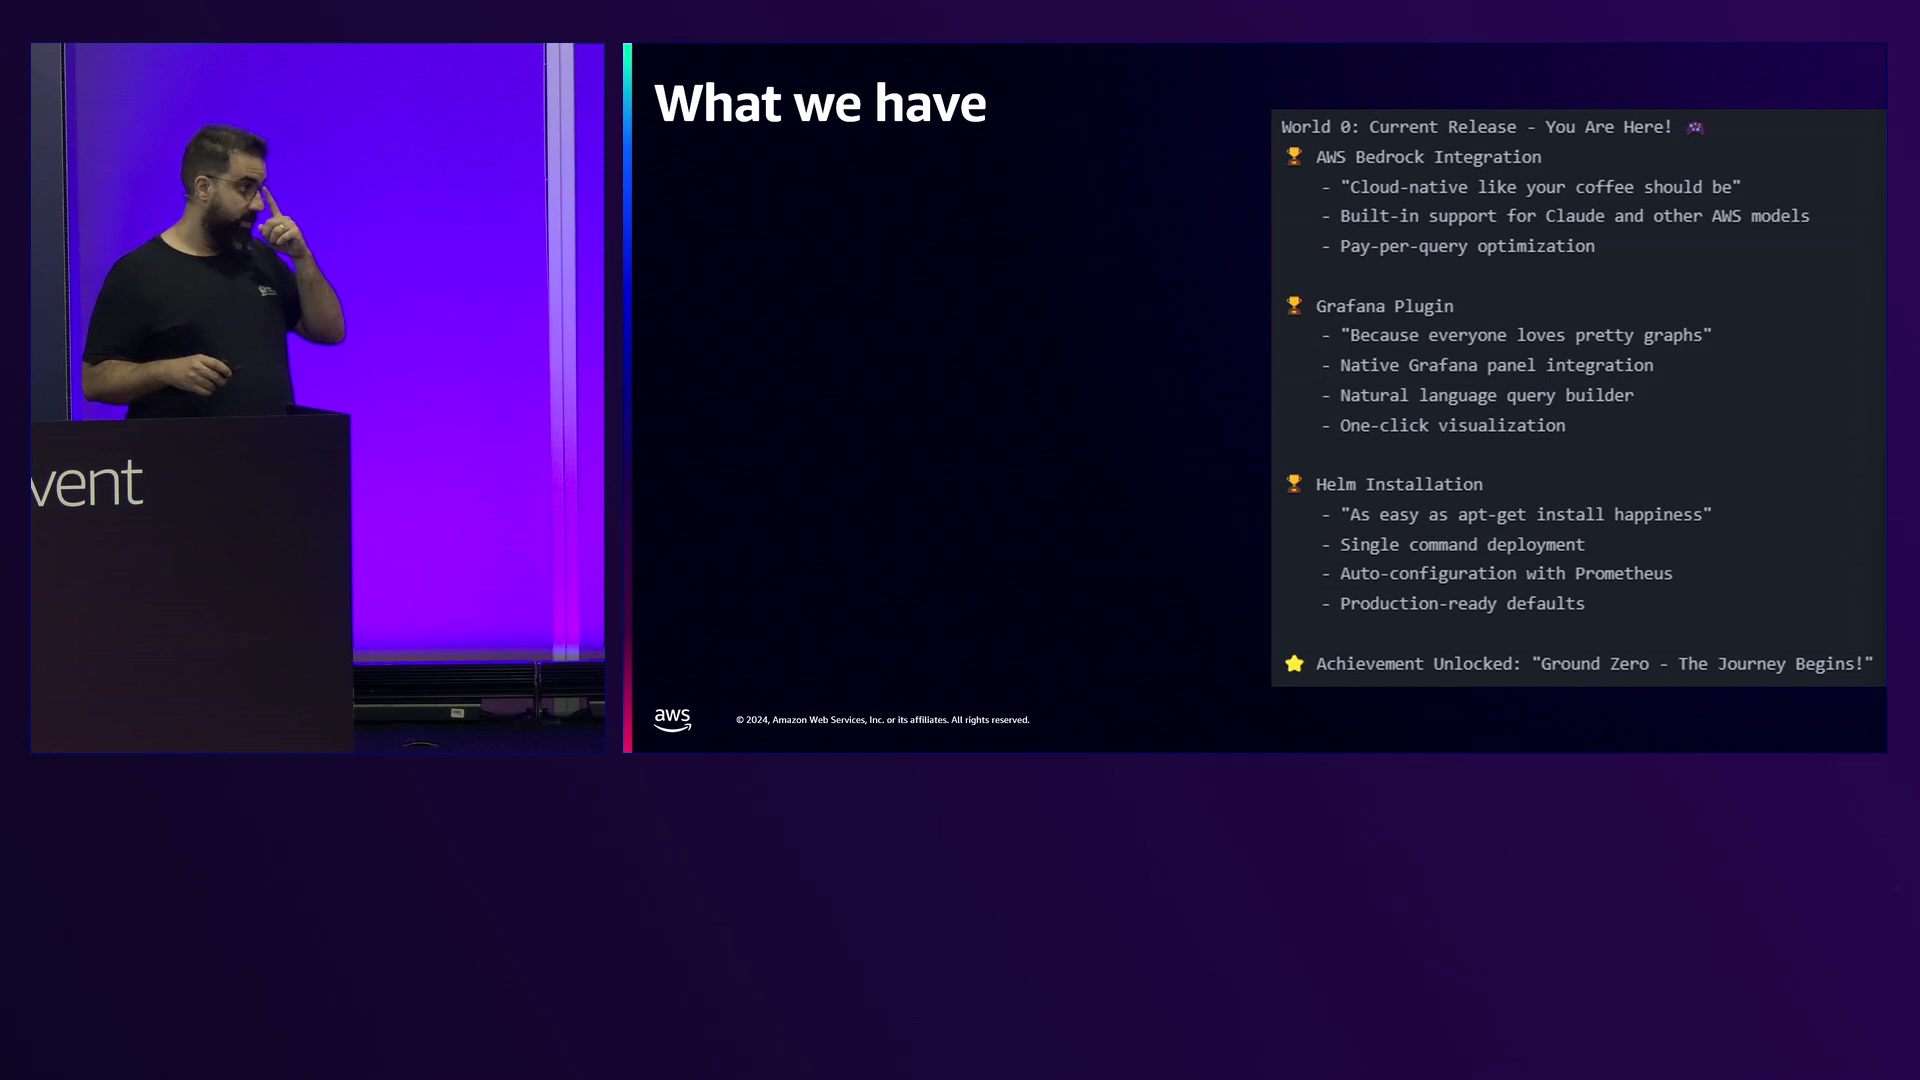 vent
What we have
World 0: Current Release - You Are Here! 🎮
🏆 AWS Bedrock Integration
- "Cloud-native like your coffee should be"
- Built-in support for Claude and other AWS models
- Pay-per-query optimization
🏆 Grafana Plugin
- "Because everyone loves pretty graphs"
- Native Grafana panel integration
- Natural language query builder
- One-click visualization
🏆 Helm Installation
- "As easy as apt-get install happiness"
- Single command deployment
- Auto-configuration with Prometheus
- Production-ready defaults
⭐ Achievement Unlocked: "Ground Zero - The Journey Begins!"
aws
© 2024, Amazon Web Services, Inc. or its affiliates. All rights reserved.